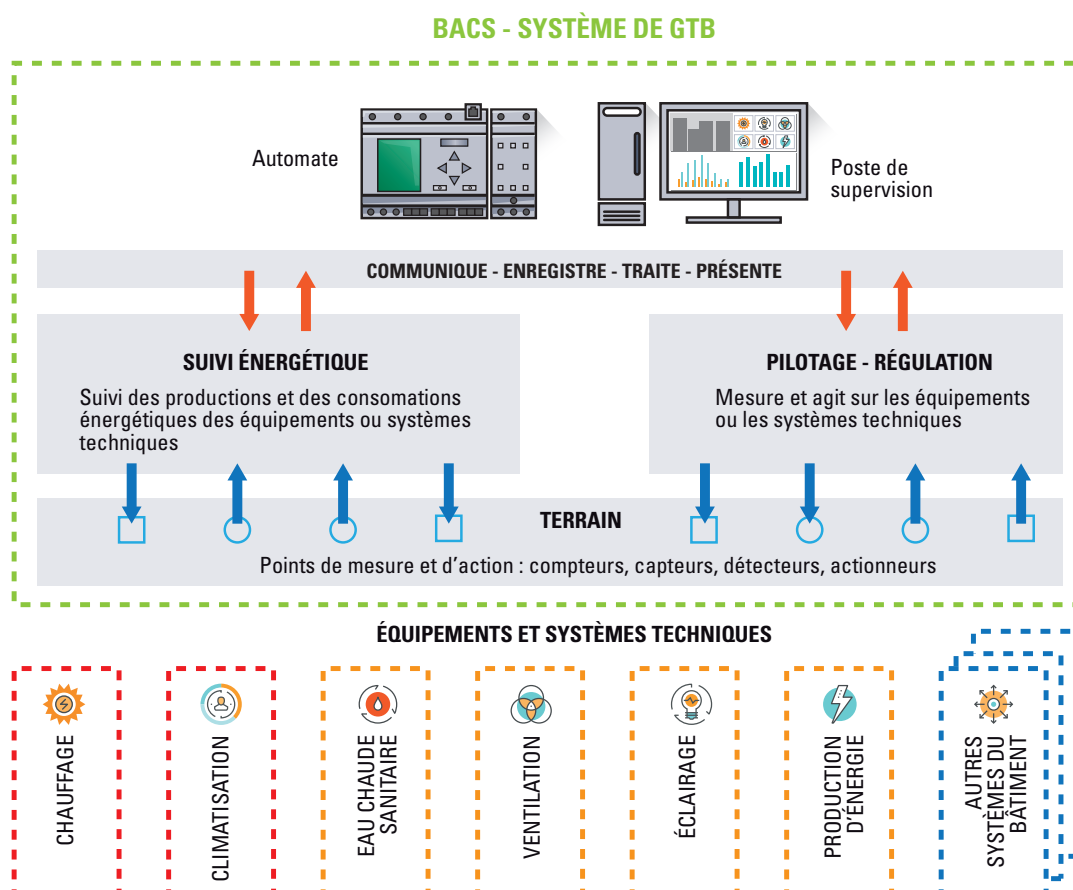 BACS - SYSTÈME DE GTB
Automate
Poste de
supervision
COMMUNIQUE - ENREGISTRE - TRAITE - PRÉSENTE
SUIVI ÉNERGÉTIQUE
Suivi des productions et des consomations
énergétiques des équipements ou systèmes
techniques
PILOTAGE - RÉGULATION
Mesure et agit sur les équipements
ou les systèmes techniques
TERRAIN
Points de mesure et d'action : compteurs, capteurs, détecteurs, actionneurs
ÉQUIPEMENTS ET SYSTÈMES TECHNIQUES
CHAUFFAGE
CLIMATISATION
EAU CHAUDE
SANITAIRE
VENTILATION
ÉCLAIRAGE
PRODUCTION
D'ÉNERGIE
AUTRES
SYSTÈMES DU
BÂTIMENT